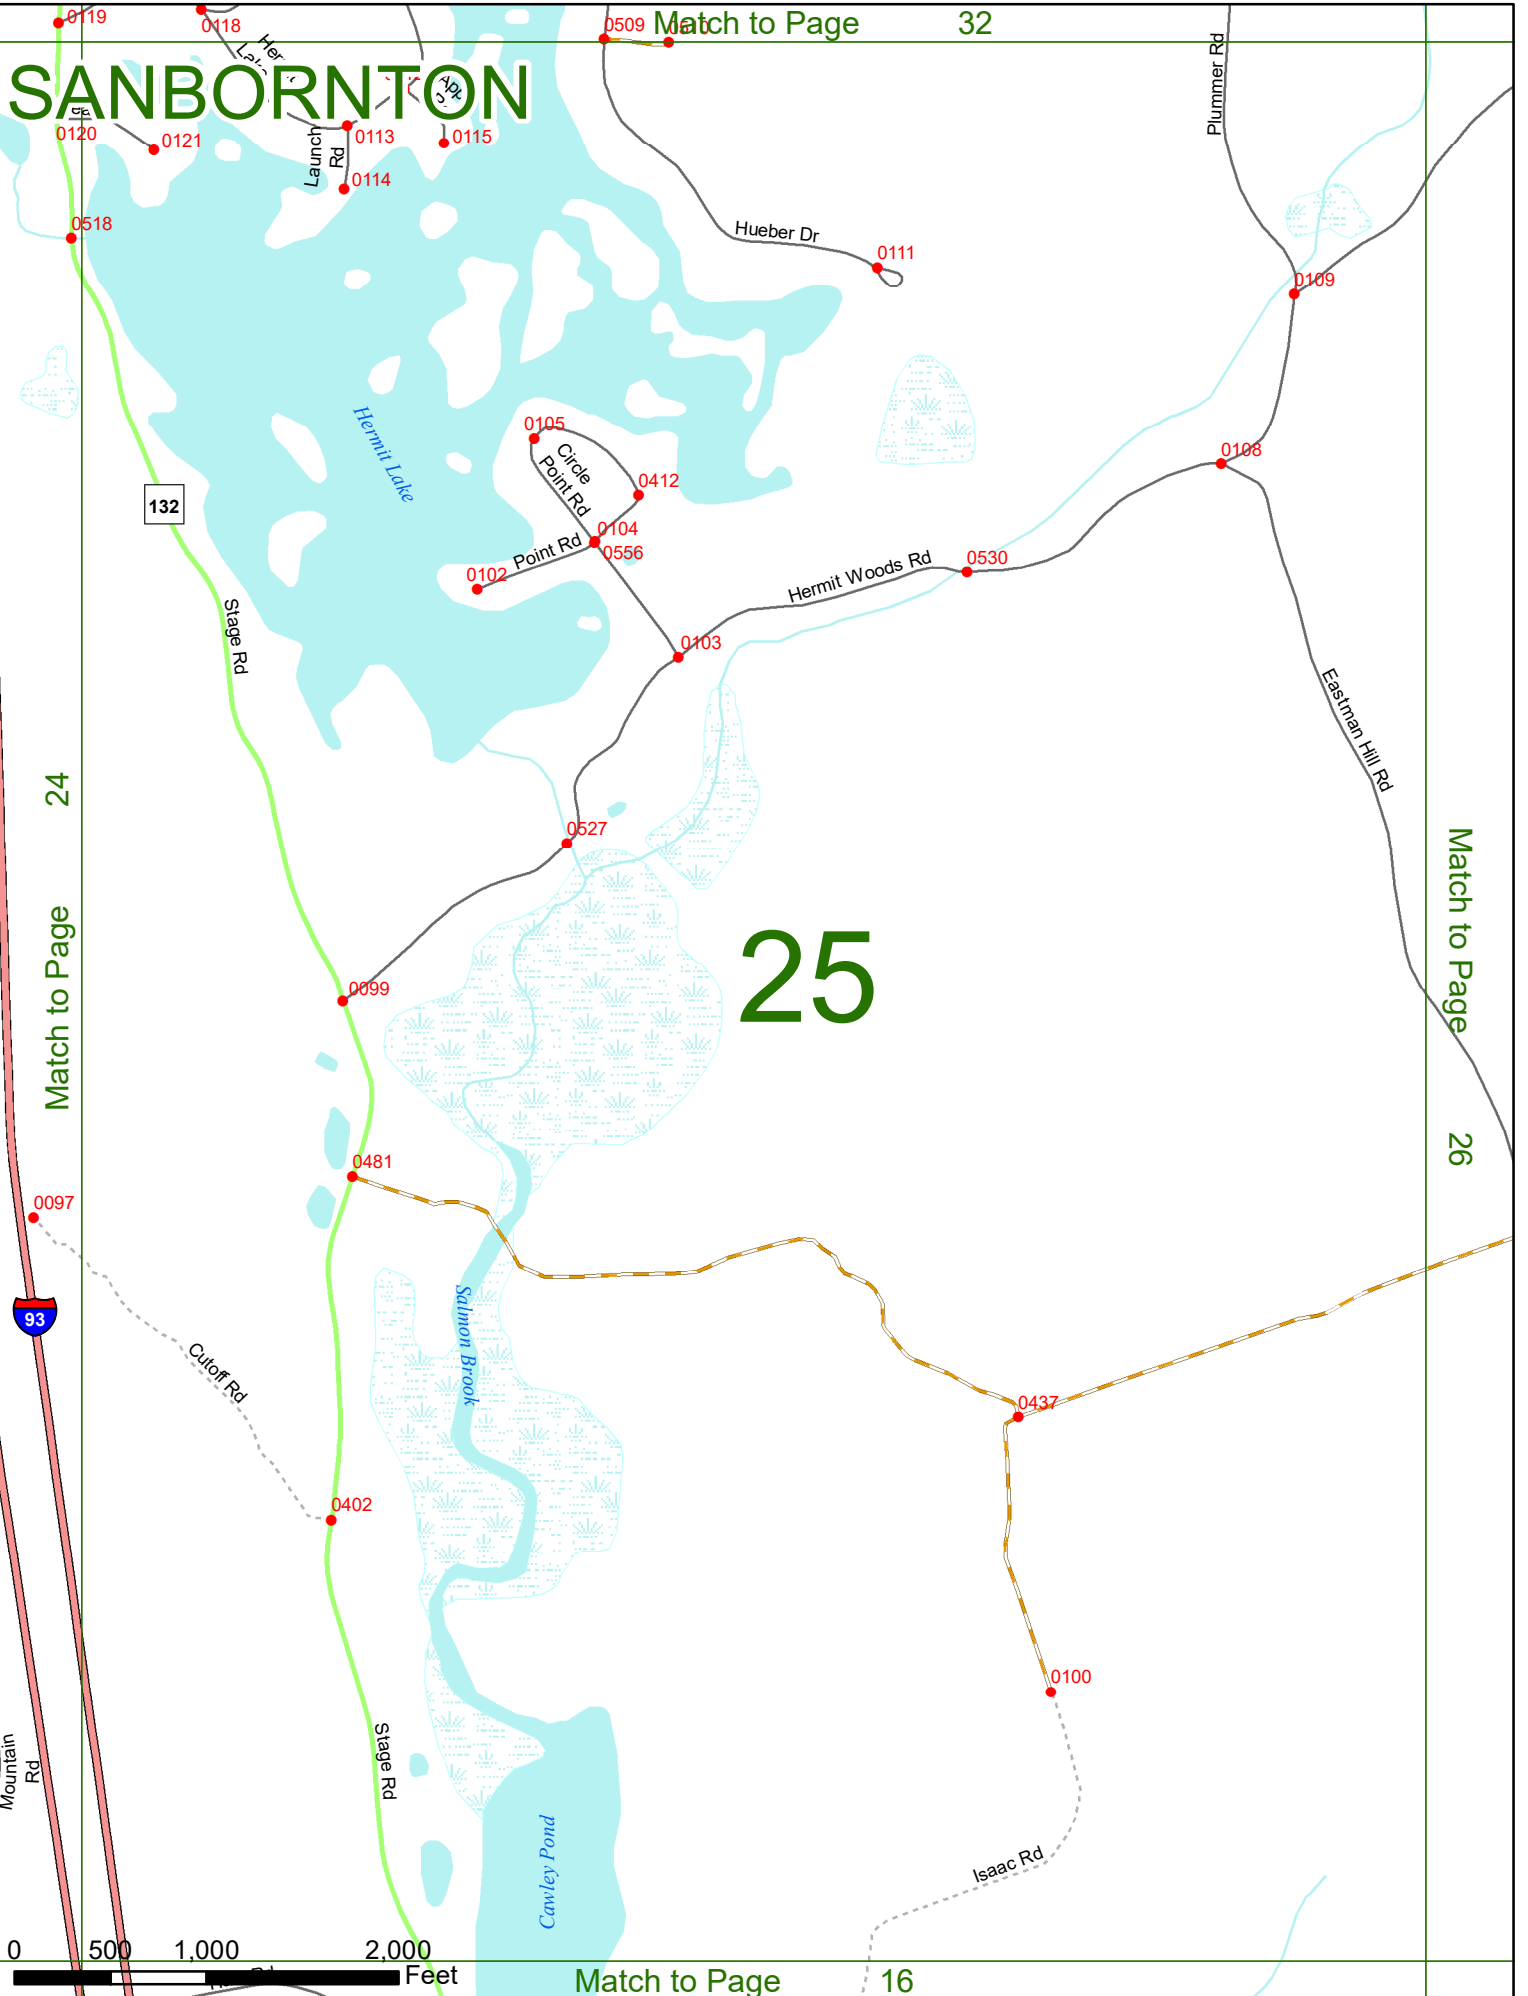 0119
0118
0509
Match to Page 32
SANBORNTON
Plummer Rd
0120
0121
Launch
Rd
0113
0115
0114
0518
Hueber Dr
0111
0109
Hermit Lake
0105
Circle
Point Rd
0412
0108
132
0104
0556
Point Rd
0102
0530
Hermit Woods Rd
Stage Rd
0103
Eastman Hill Rd
Match to Page 24
0527
25
Match to Page 26
0099
0481
0097
93
Salmon Brook
Cutoff Rd
0437
0402
0100
Stage Rd
Mountain
Rd
Cawley Pond
Isaac Rd
0 500 1,000 2,000
Feet
Match to Page 16